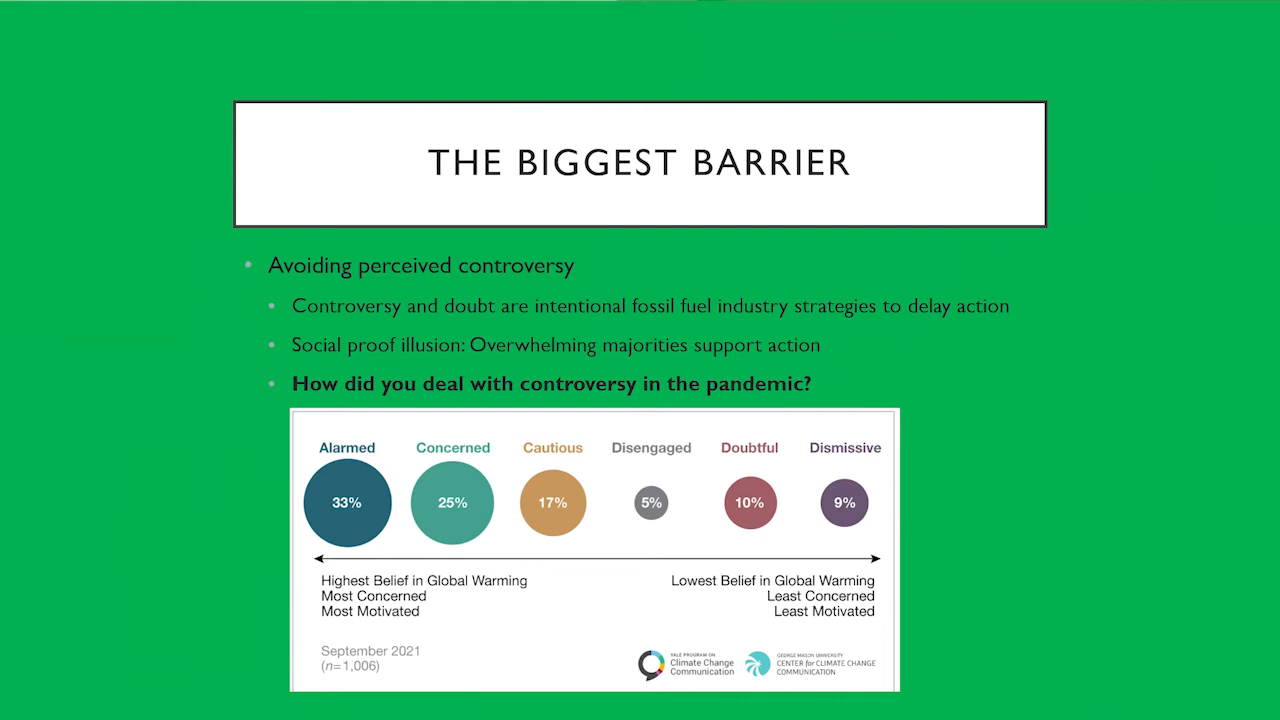 THE BIGGEST BARRIER
• Avoiding perceived controversy
• Controversy and doubt are intentional fossil fuel industry strategies to delay action
• Social proof illusion: Overwhelming majorities support action
• How did you deal with controversy in the pandemic?
Alarmed Concerned Cautious Disengaged Doubtful Dismissive
33% 25% 17% 5% 10% 9%
Highest Belief in Global Warming
Most Concerned
Most Motivated
Lowest Belief in Global Warming
Least Concerned
Least Motivated
September 2021
(n=1,006)
YALE PROGRAM ON
Climate Change
Communication
GEORGE MASON UNIVERSITY
CENTER for CLIMATE CHANGE
COMMUNICATION